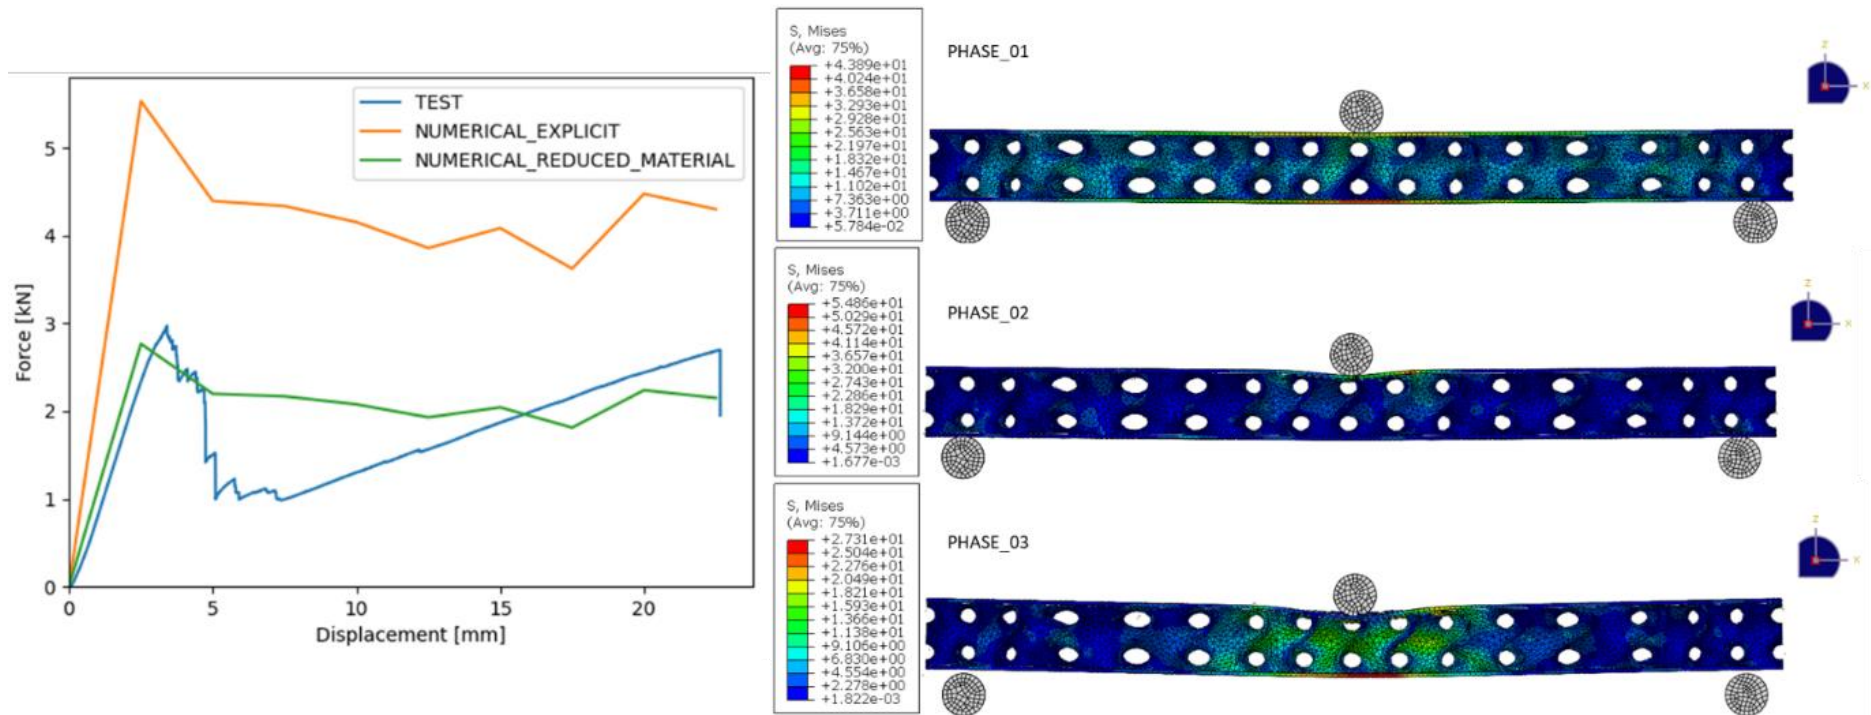 TEST
NUMERICAL_EXPLICIT
NUMERICAL_REDUCED_MATERIAL
5
4
3
2
1
0
0 5 10 15 20
Force [kN]
Displacement [mm]
S, Mises
(Avg: 75%)
+4.389e+01
+4.024e+01
+3.658e+01
+3.293e+01
+2.928e+01
+2.563e+01
+2.197e+01
+1.832e+01
+1.467e+01
+1.102e+01
+7.363e+00
+3.711e+00
+5.784e-02
PHASE_01
z
x
S, Mises
(Avg: 75%)
+5.486e+01
+5.029e+01
+4.572e+01
+4.114e+01
+3.657e+01
+3.200e+01
+2.743e+01
+2.286e+01
+1.829e+01
+1.372e+01
+9.144e+00
+4.573e+00
+1.677e-03
PHASE_02
z
x
S, Mises
(Avg: 75%)
+2.731e+01
+2.504e+01
+2.276e+01
+2.049e+01
+1.821e+01
+1.593e+01
+1.366e+01
+1.138e+01
+9.106e+00
+6.830e+00
+4.554e+00
+2.278e+00
+1.822e-03
PHASE_03
z
x